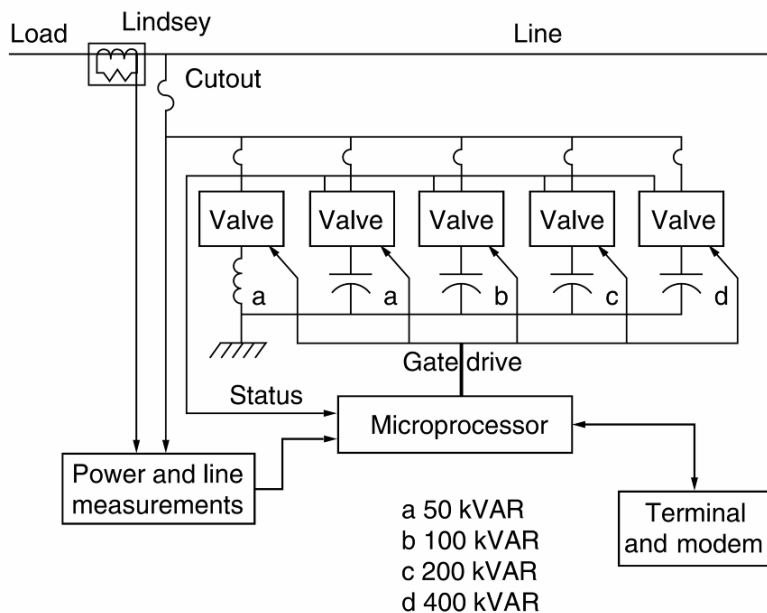 Load
Lindsey
Line
Cutout
Valve
Valve
Valve
Valve
Valve
a
a
b
c
d
Gate drive
Status
Microprocessor
Power and line
measurements
a 50 kVAR
b 100 kVAR
c 200 kVAR
d 400 kVAR
Terminal
and modem